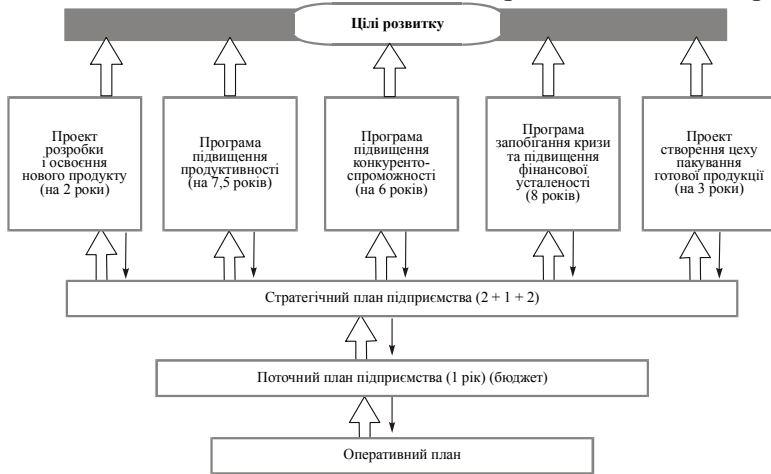 Цілі розвитку
Проект
розробки
і освоєння
нового продукту
(на 2 роки)
Програма
підвищення
продуктивності
(на 7,5 років)
Програма
підвищення
конкуренто-
спроможності
(на 6 років)
Програма
запобігання кризи
та підвищення
фінансової
усталеності
(8 років)
Проект
створення цеху
пакування
готової продукції
(на 3 роки)
Стратегічний план підприємства (2 + 1 + 2)
Поточний план підприємства (1 рік) (бюджет)
Оперативний план